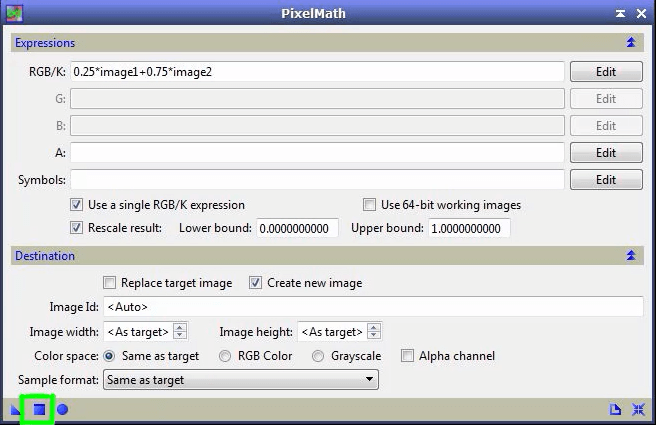 PixelMath
Expressions
RGB/K: 0.25*image1+0.75*image2 Edit
G: Edit
B: Edit
A: Edit
Symbols: Edit
Use a single RGB/K expression Use 64-bit working images
Rescale result: Lower bound: 0.0000000000 Upper bound: 1.0000000000
Destination
Replace target image Create new image
Image Id: <Auto>
Image width: <As target> Image height: <As target>
Color space: Same as target RGB Color Grayscale Alpha channel
Sample format: Same as target